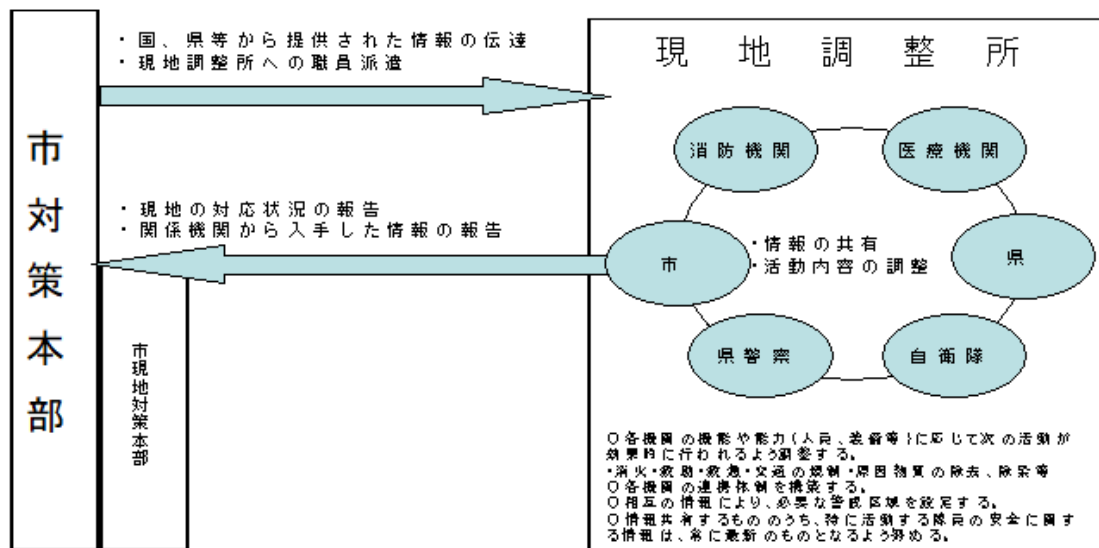 ・国、県等から提供された情報の伝達
・現地調整所への職員派遣
現地調整所
市対策本部
消防機関
医療機関
・現地の対応状況の報告
・関係機関から入手した情報の報告
市
・情報の共有
・活動内容の調整
県
市現地対策本部
県警察
自衛隊
○各機関の機能や能力(人員、装備等)に応じて次の活動が
効果的に行われるよう調整する。
・消火・救助・救急・交通の規制・原因物質の除去、除染等
○各機関の連携体制を構築する。
○相互の情報により、必要な警戒区域を設定する。
○情報共有するもののうち、特に活動する隊員の安全に関す
る情報は、常に最新のものとなるよう努める。